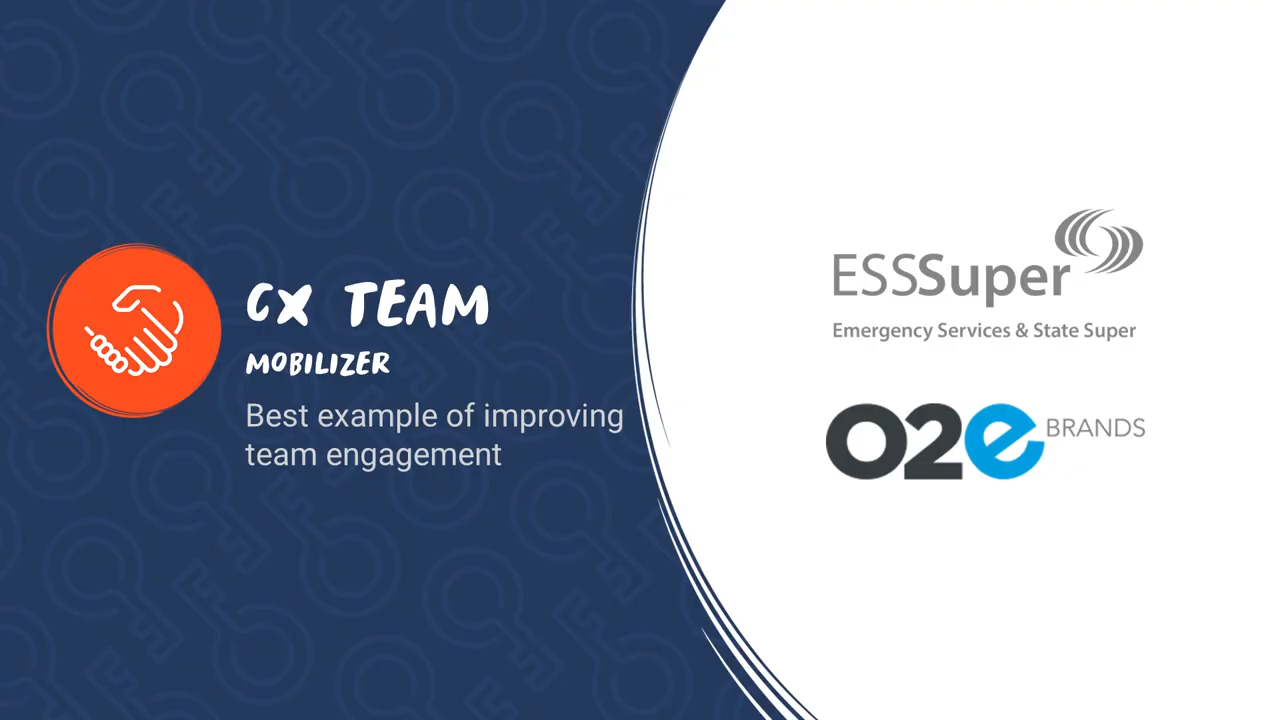 CX TEAM
MOBILIZER
Best example of improving
team engagement
ESSSuper
Emergency Services & State Super
O2e BRANDS